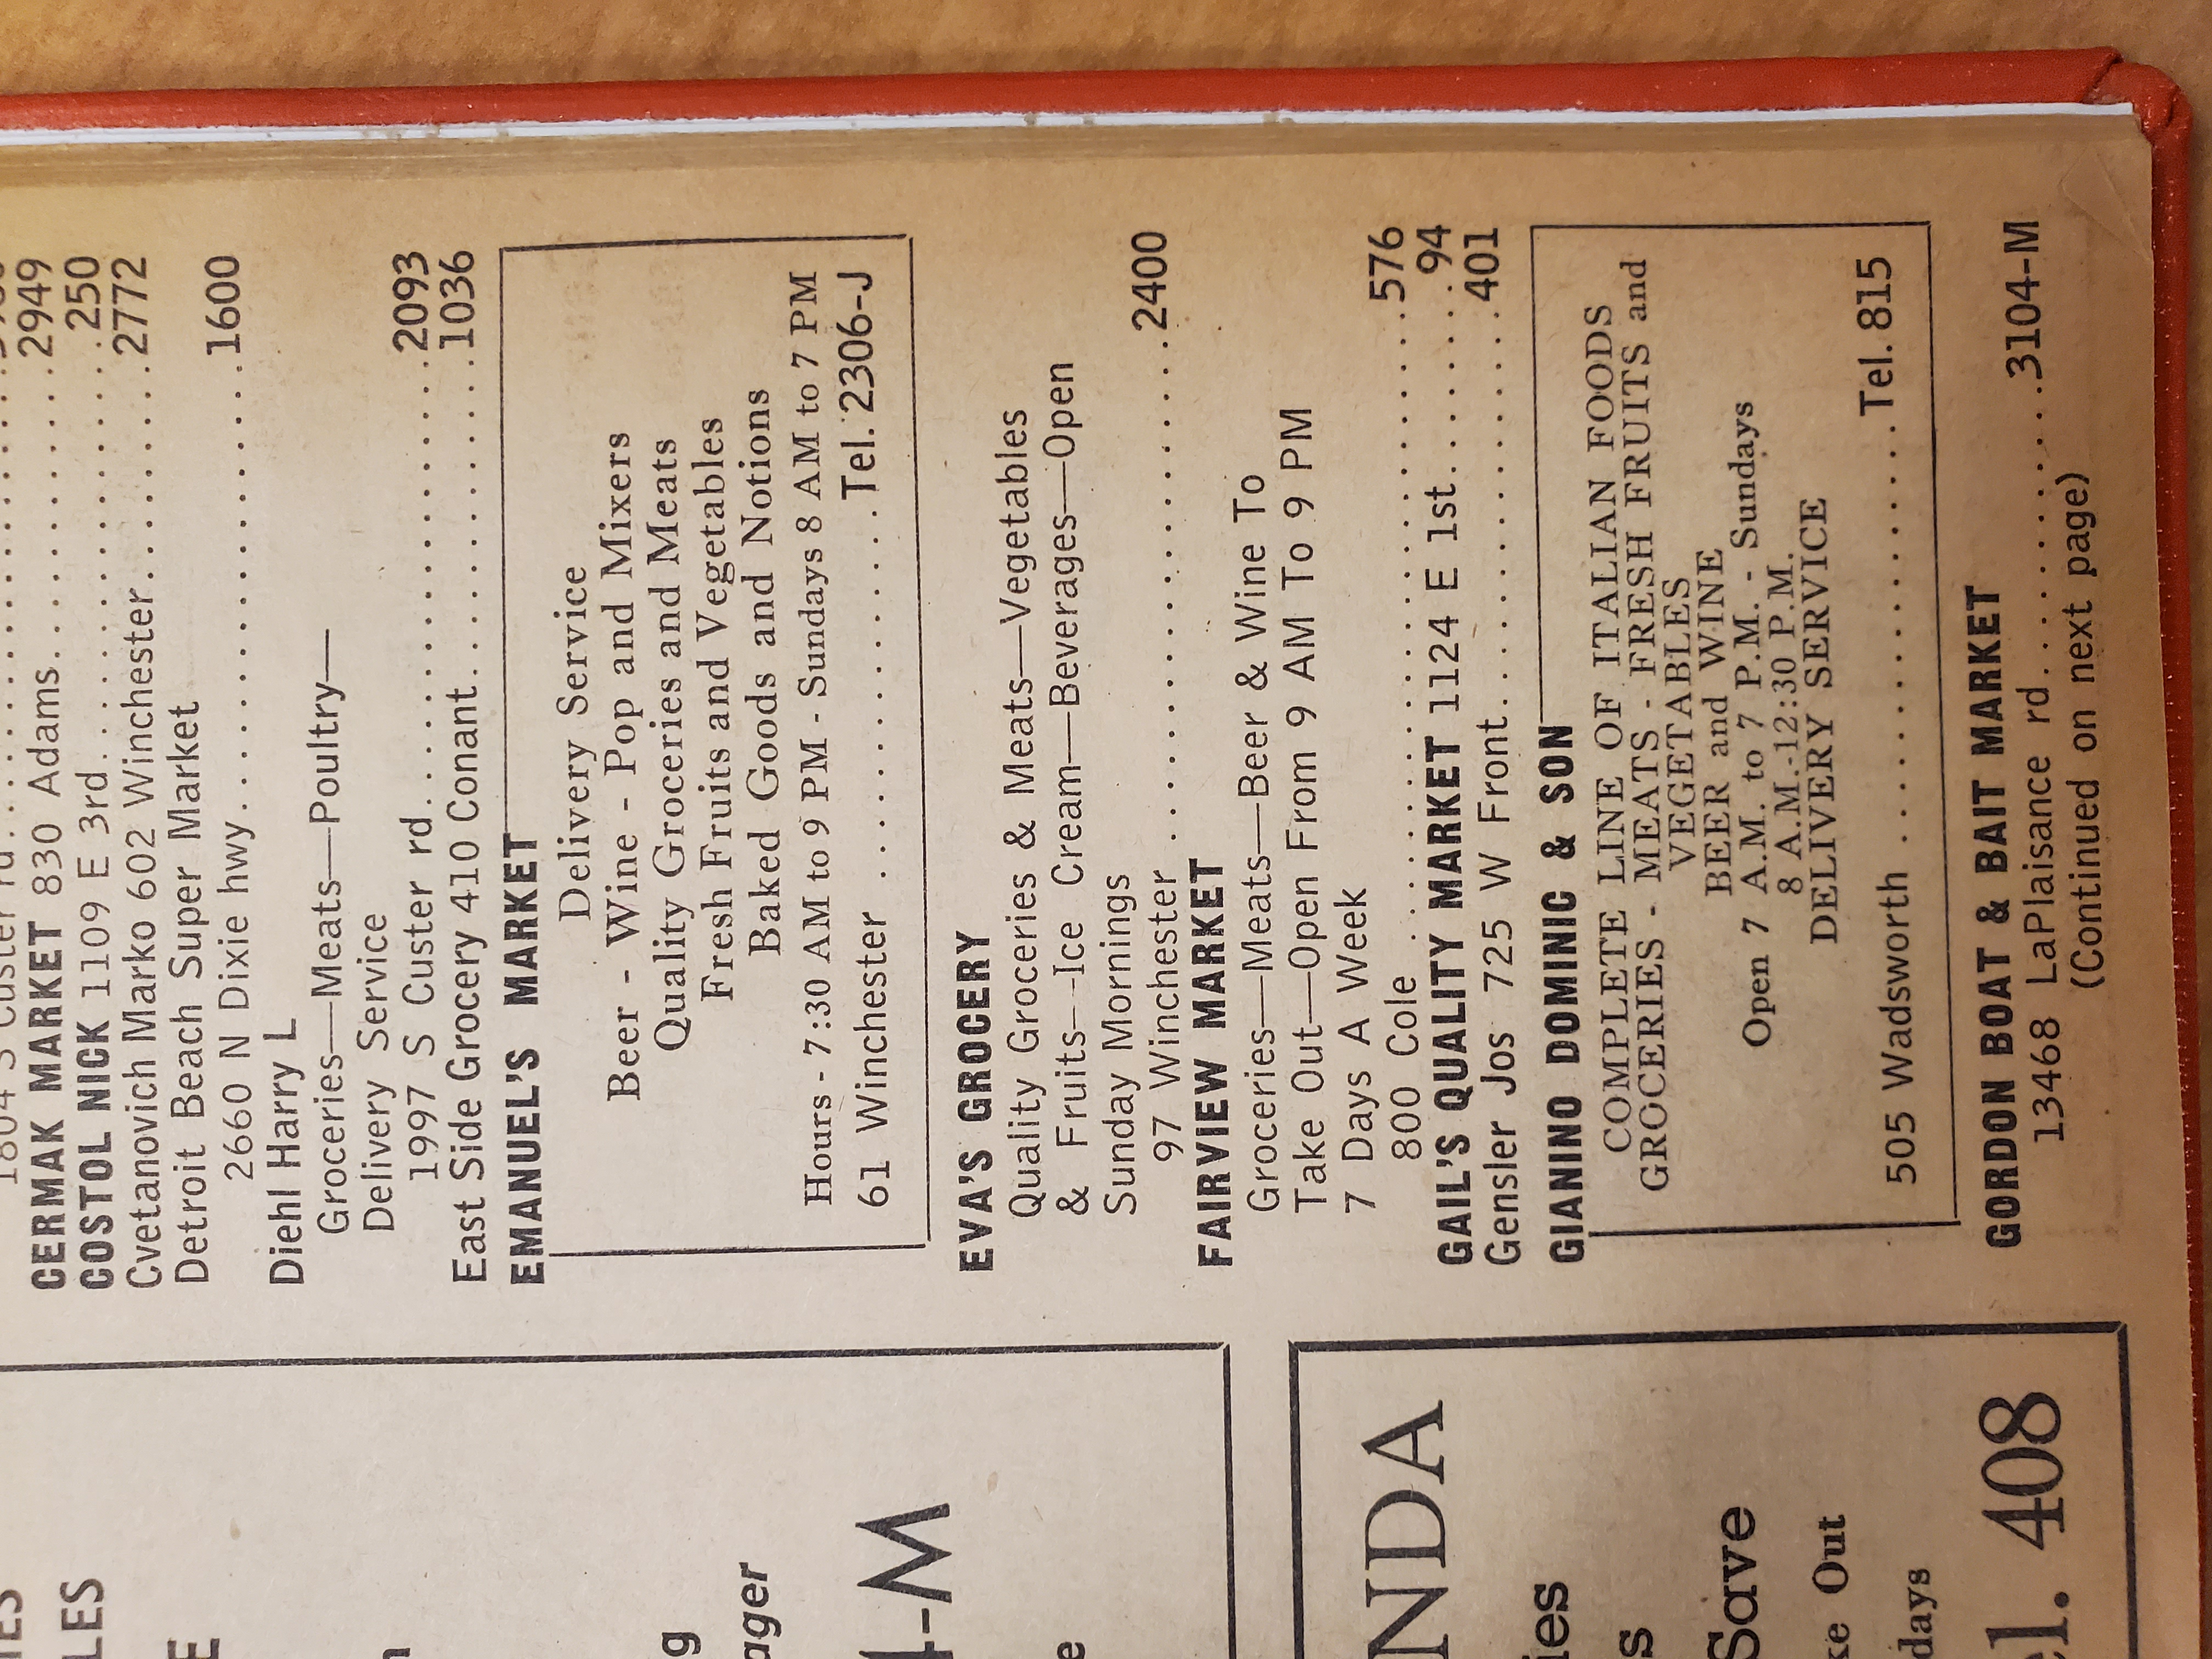 1804 S Custer rd
CERMAK MARKET 830 Adams. . . . . . . . . . .2949
COSTOL NICK 1109 E 3rd. . . . . . . . . . . . . .250
Cvetanovich Marko 602 Winchester. . . . . . . .2772
Detroit Beach Super Market
2660 N Dixie hwy. . . . . . . . . . . . . . . . .1600
Diehl Harry L
Groceries—Meats—Poultry—
Delivery Service
1997 S Custer rd. . . . . . . . . . . . . . . . .2093
East Side Grocery 410 Conant. . . . . . . . . . .1036
EMANUEL'S MARKET
Delivery Service
Beer - Wine - Pop and Mixers
Quality Groceries and Meats
Fresh Fruits and Vegetables
Baked Goods and Notions
Hours - 7:30 AM to 9 PM - Sundays 8 AM to 7 PM
61 Winchester . . . . . . . . . . . . . . .Tel. 2306-J
EVA'S GROCERY
Quality Groceries & Meats—Vegetables
& Fruits—Ice Cream—Beverages—Open
Sunday Mornings
97 Winchester . . . . . . . . . . . . . . . . . .2400
FAIRVIEW MARKET
Groceries—Meats—Beer & Wine To
Take Out—Open From 9 AM To 9 PM
7 Days A Week
800 Cole . . . . . . . . . . . . . . . . . . . . . .576
GAIL'S QUALITY MARKET 1124 E 1st. . . . . . . . 94
Gensler Jos 725 W Front. . . . . . . . . . . . . . .401
GIANINO DOMINIC & SON
COMPLETE LINE OF ITALIAN FOODS
GROCERIES - MEATS - FRESH FRUITS and
VEGETABLES
BEER and WINE
Open 7 A.M. to 7 P.M. - Sundays
8 A.M.-12:30 P.M.
DELIVERY SERVICE
505 Wadsworth . . . . . . . . . . . . . . . .Tel. 815
GORDON BOAT & BAIT MARKET
13468 LaPlaisance rd. . . . . . . . . . . . .3104-M
(Continued on next page)
-M
NDA
Save
Out
408